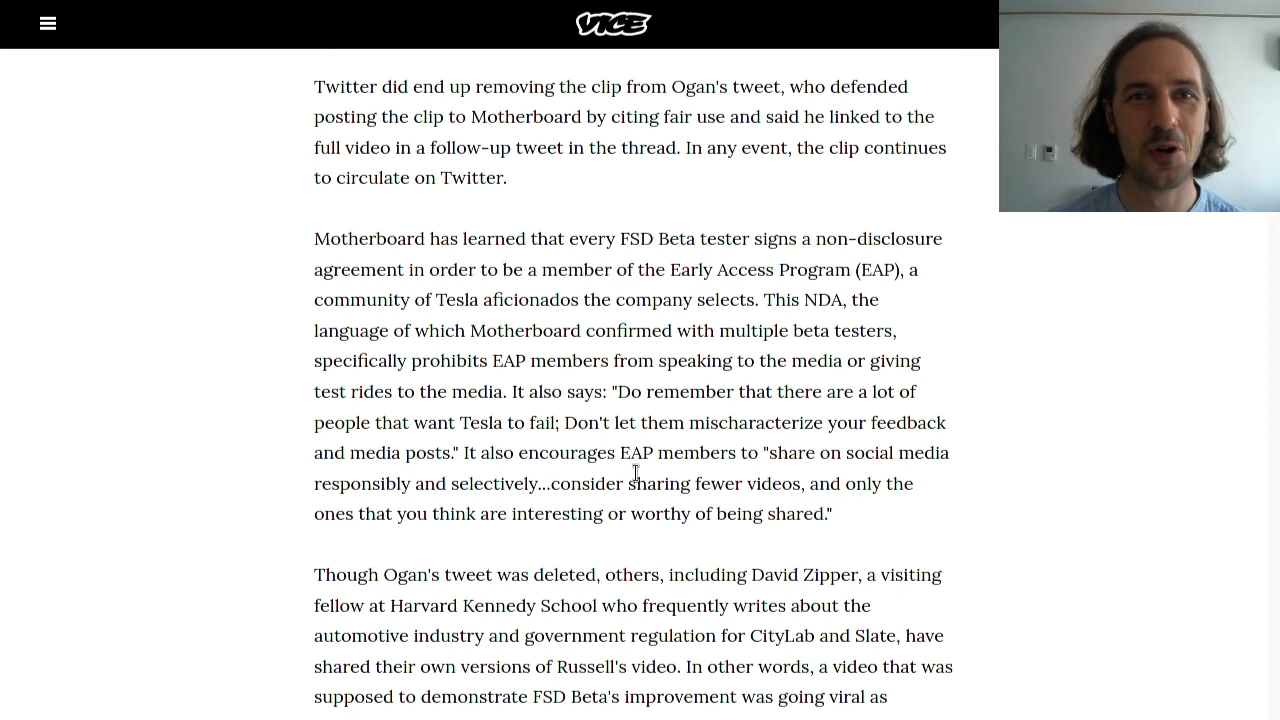 VICE
Twitter did end up removing the clip from Ogan's tweet, who defended
posting the clip to Motherboard by citing fair use and said he linked to the
full video in a follow-up tweet in the thread. In any event, the clip continues
to circulate on Twitter.
Motherboard has learned that every FSD Beta tester signs a non-disclosure
agreement in order to be a member of the Early Access Program (EAP), a
community of Tesla aficionados the company selects. This NDA, the
language of which Motherboard confirmed with multiple beta testers,
specifically prohibits EAP members from speaking to the media or giving
test rides to the media. It also says: "Do remember that there are a lot of
people that want Tesla to fail; Don't let them mischaracterize your feedback
and media posts." It also encourages EAP members to "share on social media
responsibly and selectively...consider sharing fewer videos, and only the
ones that you think are interesting or worthy of being shared."
Though Ogan's tweet was deleted, others, including David Zipper, a visiting
fellow at Harvard Kennedy School who frequently writes about the
automotive industry and government regulation for CityLab and Slate, have
shared their own versions of Russell's video. In other words, a video that was
supposed to demonstrate FSD Beta's improvement was going viral as